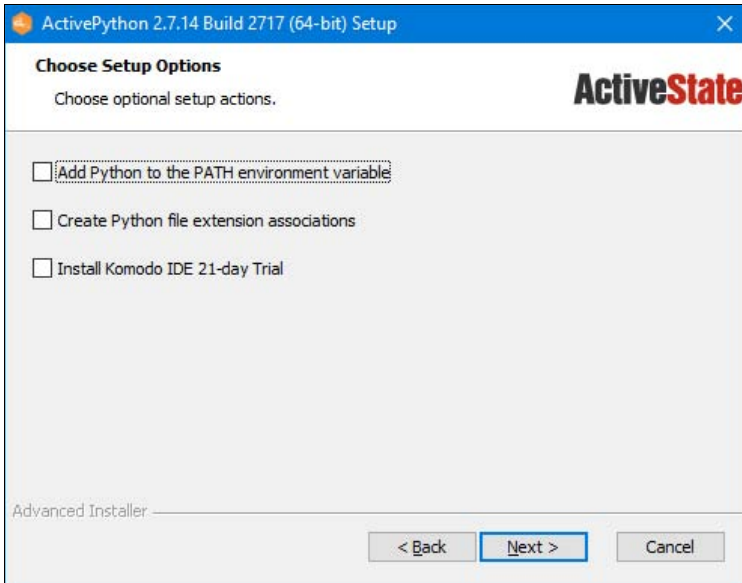 ActivePython 2.7.14 Build 2717 (64-bit) Setup
Choose Setup Options
Choose optional setup actions.
ActiveState
Add Python to the PATH environment variable
Create Python file extension associations
Install Komodo IDE 21-day Trial
Advanced Installer
< Back
Next >
Cancel